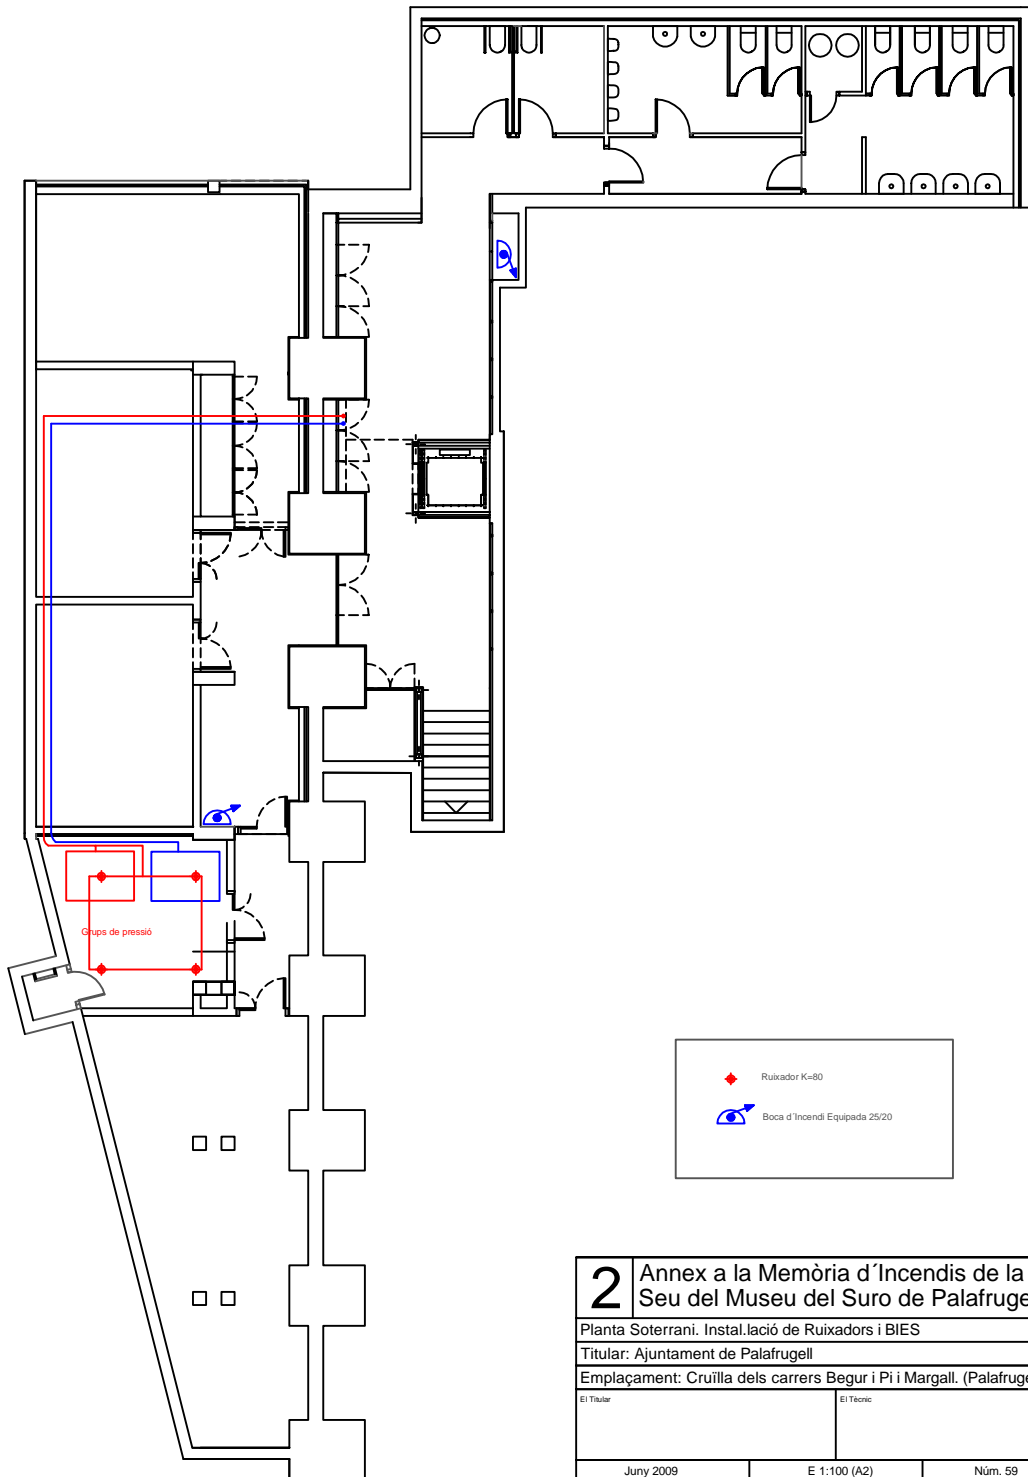 Grups de pressió
Ruixador K=80
Boca d´Incendi Equipada 25/20
2
Annex a la Memòria d´Incendis de la
Seu del Museu del Suro de Palafruge
Planta Soterrani. Instal.lació de Ruixadors i BIES
Titular: Ajuntament de Palafrugell
Emplaçament: Cruïlla dels carrers Begur i Pi i Margall. (Palafruge
El Titular
El Tècnic
Juny 2009
E 1:100 (A2)
Núm. 59